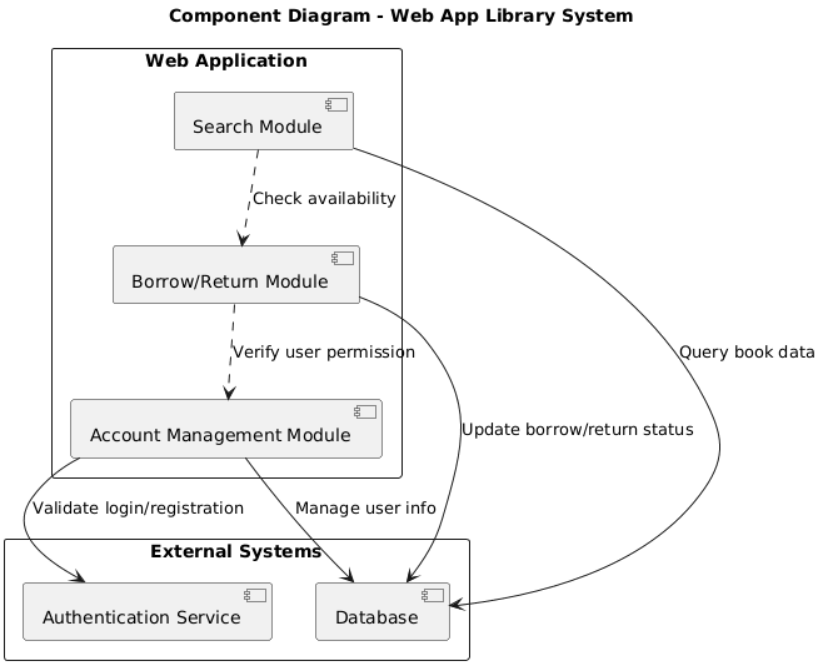 Component Diagram - Web App Library System
Web Application
Search Module
Check availability
Borrow/Return Module
Verify user permission
Query book data
Account Management Module
Update borrow/return status
Validate login/registration
Manage user info
External Systems
Authentication Service
Database